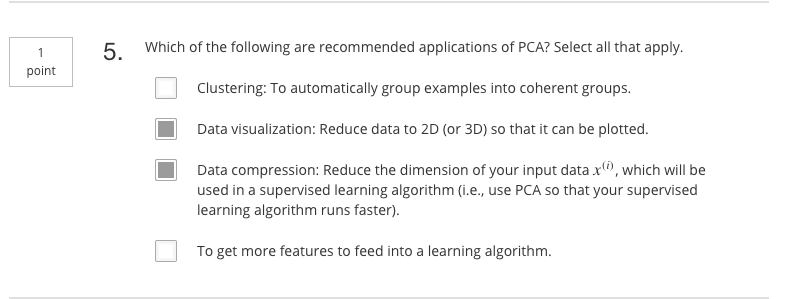 1
point
5. Which of the following are recommended applications of PCA? Select all that apply.
Clustering: To automatically group examples into coherent groups.
Data visualization: Reduce data to 2D (or 3D) so that it can be plotted.
Data compression: Reduce the dimension of your input data x⁽ⁱ⁾, which will be
used in a supervised learning algorithm (i.e., use PCA so that your supervised
learning algorithm runs faster).
To get more features to feed into a learning algorithm.